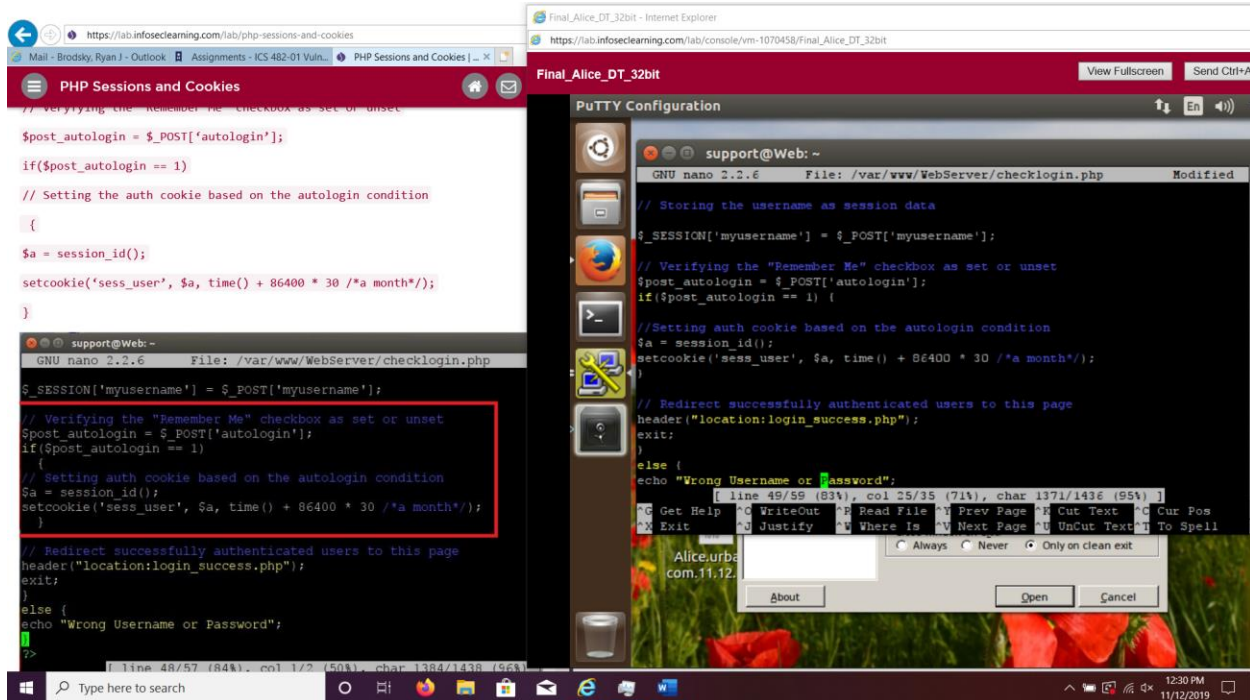 https://lab.infoseclearning.com/lab/php-sessions-and-cookies
Mail - Brodsky, Ryan J - Outlook
Assignments - ICS 482-01 Vuln...
PHP Sessions and Cookies | ...
PHP Sessions and Cookies
// Veryfying the "Remember Me" checkbox as set or unset
$post_autologin = $_POST[‘autologin’];
if($post_autologin == 1)
// Setting the auth cookie based on the autologin condition
{
$a = session_id();
setcookie(‘sess_user’, $a, time() + 86400 * 30 /*a month*/);
}
support@Web: ~
GNU nano 2.2.6 File: /var/www/WebServer/checklogin.php
$_SESSION['myusername'] = $_POST['myusername'];
// Verifying the "Remember Me" checkbox as set or unset
$post_autologin = $_POST['autologin'];
if($post_autologin == 1)
{
// Setting auth cookie based on the autologin condition
$a = session_id();
setcookie('sess_user', $a, time() + 86400 * 30 /*a month*/);
}
// Redirect successfully authenticated users to this page
header("location:login_success.php");
exit;
}
else {
echo "Wrong Username or Password";
}
?>
[ line 48/57 (84%), col 1/2 (50%), char 1384/1438 (96%)
Final_Alice_DT_32bit - Internet Explorer
https://lab.infoseclearning.com/lab/console/vm-1070458/Final_Alice_DT_32bit
Final_Alice_DT_32bit
View Fullscreen
Send Ctrl+A
PuTTY Configuration
En
support@Web: ~
GNU nano 2.2.6 File: /var/www/WebServer/checklogin.php Modified
// Storing the username as session data
$_SESSION['myusername'] = $_POST['myusername'];
// Verifying the "Remember Me" checkbox as set or unset
$post_autologin = $_POST['autologin'];
if($post_autologin == 1) {
//Setting auth cookie based on tbe autologin condition
$a = session_id();
setcookie('sess_user', $a, time() + 86400 * 30 /*a month*/);
}
// Redirect successfully authenticated users to this page
header("location:login_success.php");
exit;
}
else {
echo "Wrong Username or Password";
[ line 49/59 (83%), col 25/35 (71%), char 1371/1436 (95%) ]
^G Get Help ^O WriteOut ^R Read File ^Y Prev Page ^K Cut Text ^C Cur Pos
^X Exit ^J Justify ^W Where Is ^V Next Page ^U UnCut Text ^T To Spell
Always Never Only on clean exit
Alice.urba
com.11.12.
About
Open
Cancel
Type here to search
12:30 PM
11/12/2019